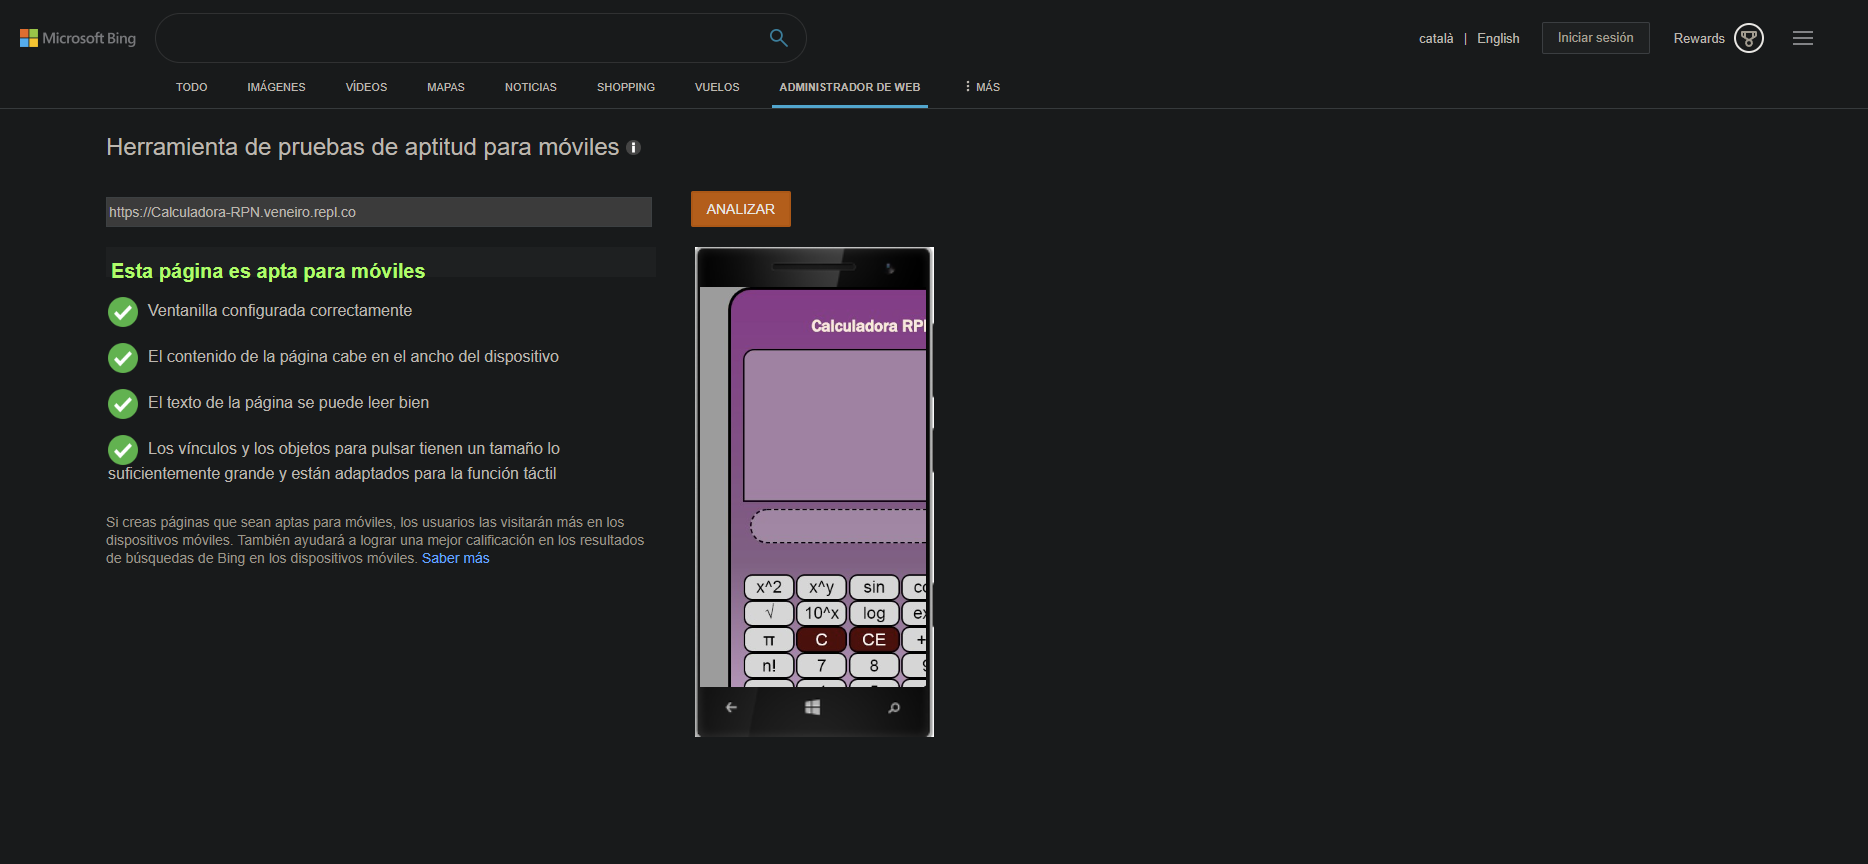 Microsoft Bing
català | English
Iniciar sesión
Rewards
TODO IMÁGENES VÍDEOS MAPAS NOTICIAS SHOPPING VUELOS ADMINISTRADOR DE WEB MÁS
Herramienta de pruebas de aptitud para móviles
https://Calculadora-RPN.veneiro.repl.co
ANALIZAR
Esta página es apta para móviles
Ventanilla configurada correctamente
El contenido de la página cabe en el ancho del dispositivo
El texto de la página se puede leer bien
Los vínculos y los objetos para pulsar tienen un tamaño lo
suficientemente grande y están adaptados para la función táctil
Si creas páginas que sean aptas para móviles, los usuarios las visitarán más en los
dispositivos móviles. También ayudará a lograr una mejor calificación en los resultados
de búsquedas de Bing en los dispositivos móviles. Saber más
Calculadora
x^2 x^y sin
√ 10^x log
π C CE +
n! 7 8